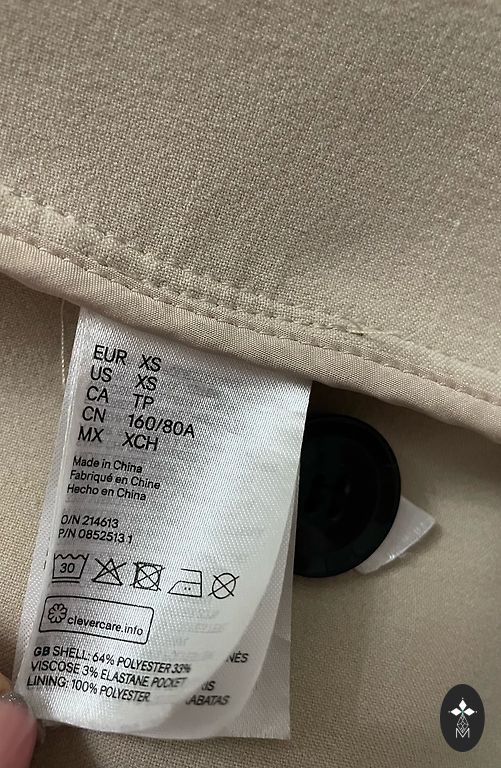 EUR XS
US XS
CA TP
CN 160/80A
MX XCH
Made in China
Fabriqué en Chine
Hecho en China
O/N 214613
P/N 0852513.1
30
clevercare.info
GB SHELL: 64% POLYESTER 33%
VISCOSE 3% ELASTANE POCKET
LINING: 100% POLYESTER
M